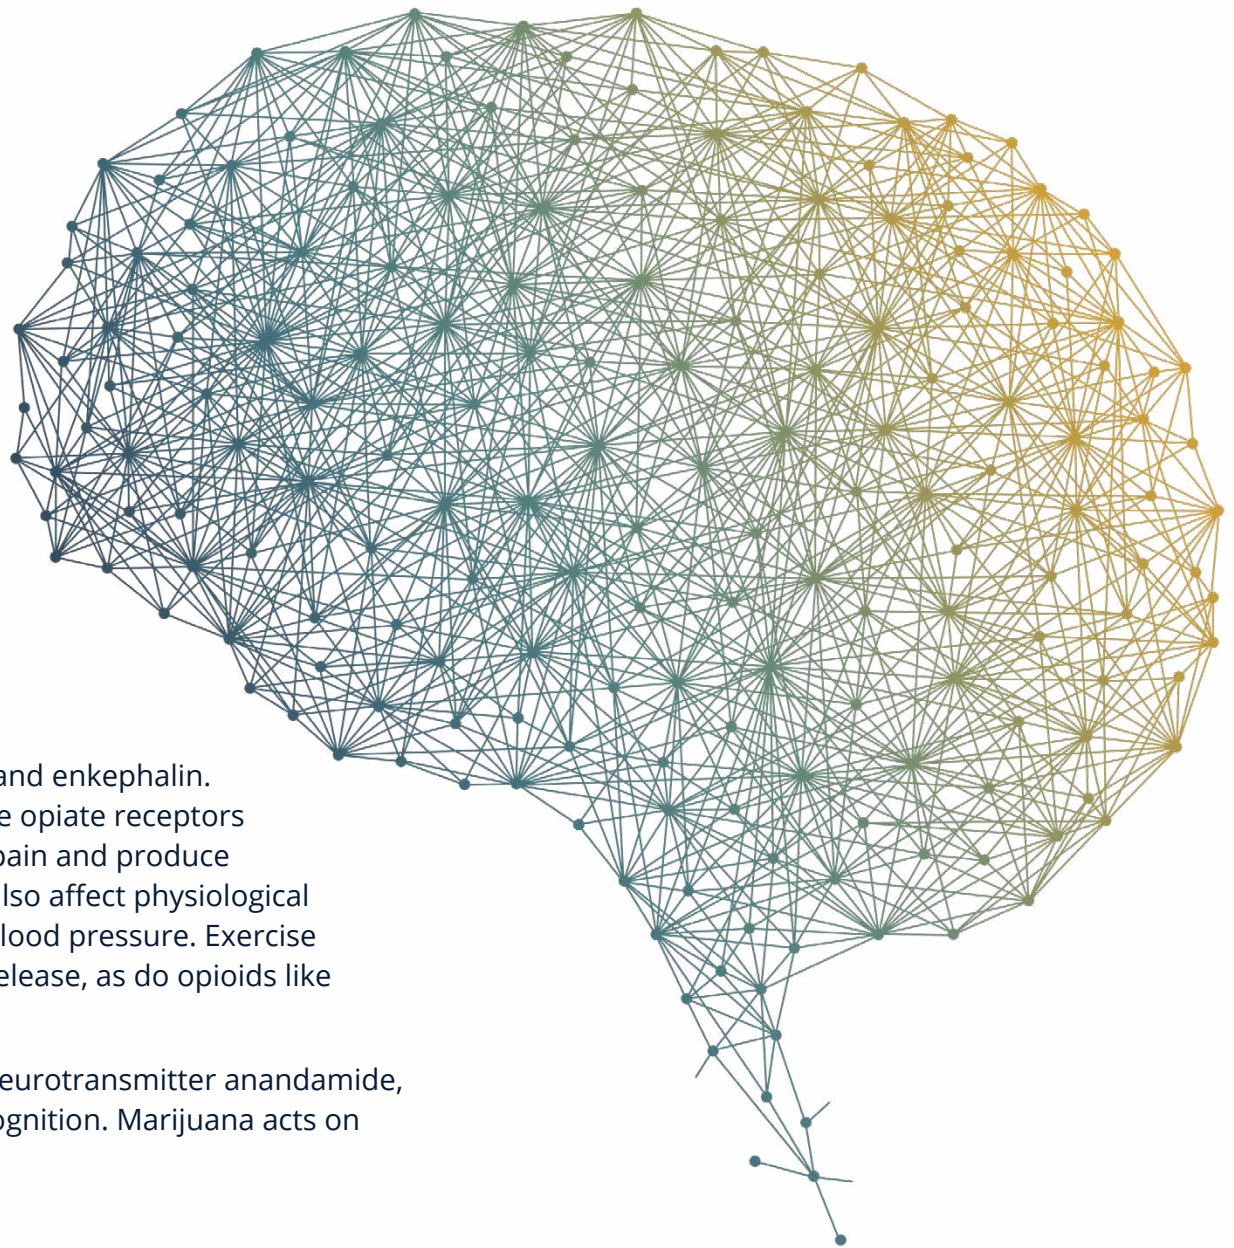 and enkephalin.
e opiate receptors
pain and produce
lso affect physiological
lood pressure. Exercise
elease, as do opioids like
eurotransmitter anandamide,
ognition. Marijuana acts on